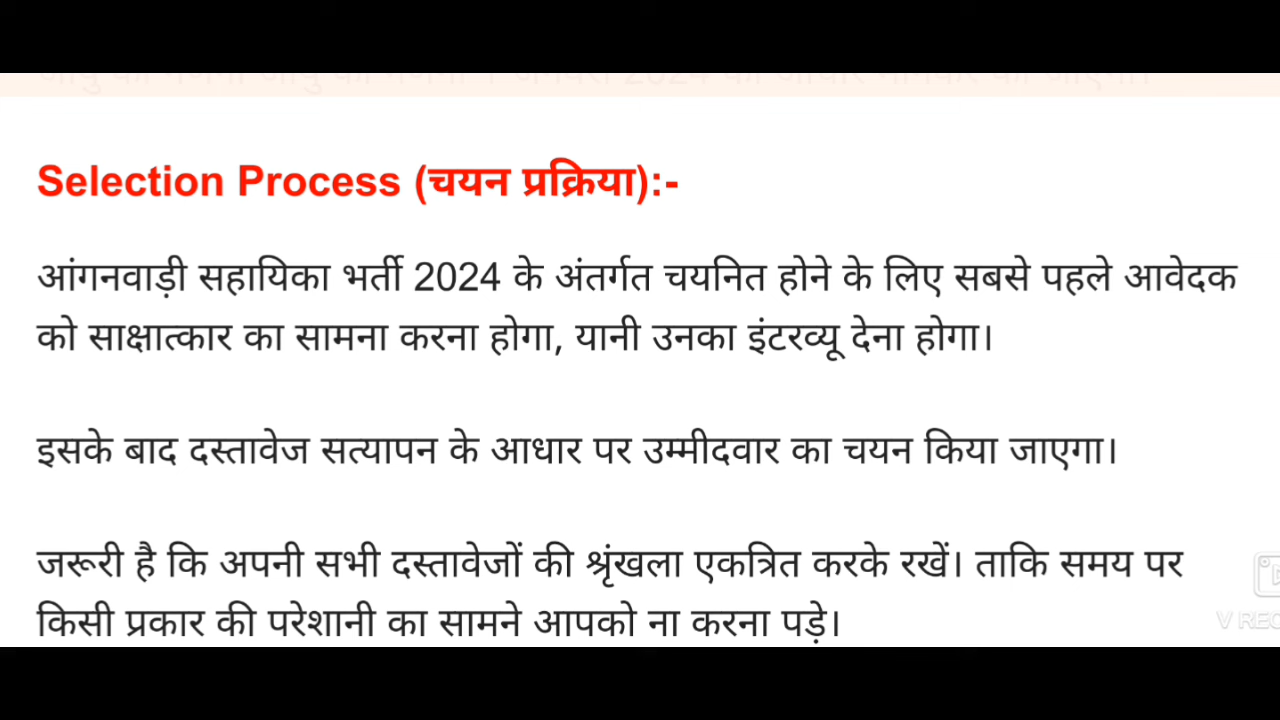 Selection Process (चयन प्रक्रिया):-
आंगनवाड़ी सहायिका भर्ती 2024 के अंतर्गत चयनित होने के लिए सबसे पहले आवेदक
को साक्षात्कार का सामना करना होगा, यानी उनका इंटरव्यू देना होगा।
इसके बाद दस्तावेज सत्यापन के आधार पर उम्मीदवार का चयन किया जाएगा।
जरूरी है कि अपनी सभी दस्तावेजों की श्रृंखला एकत्रित करके रखें। ताकि समय पर
किसी प्रकार की परेशानी का सामने आपको ना करना पड़े।